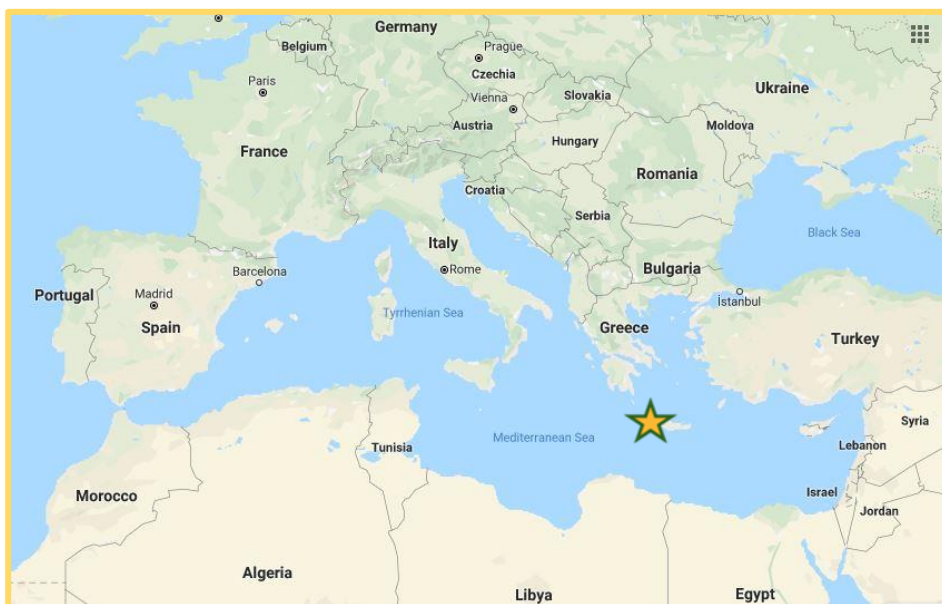 Germany
Belgium
Prague
Czechia
Paris
Ukraine
Slovakia
Vienna
Austria
Moldova
Hungary
France
Romania
Croatia
Serbia
Black Sea
Italy
Rome
Bulgaria
Barcelona
Portugal
Madrid
İstanbul
Tyrrhenian Sea
Spain
Greece
Turkey
Syria
Mediterranean Sea
Tunisia
Lebanon
Israel
Morocco
Jordan
Algeria
Libya
Egypt